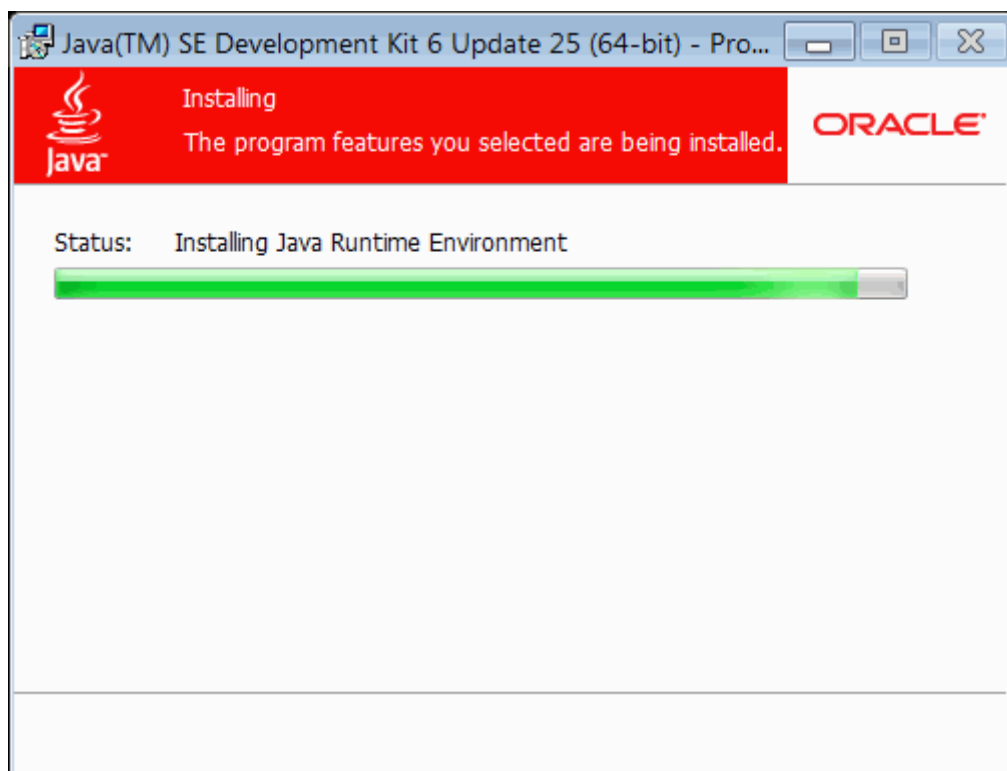 Java(TM) SE Development Kit 6 Update 25 (64-bit) - Pro...
Installing
The program features you selected are being installed.
Java™
ORACLE®
Status: Installing Java Runtime Environment